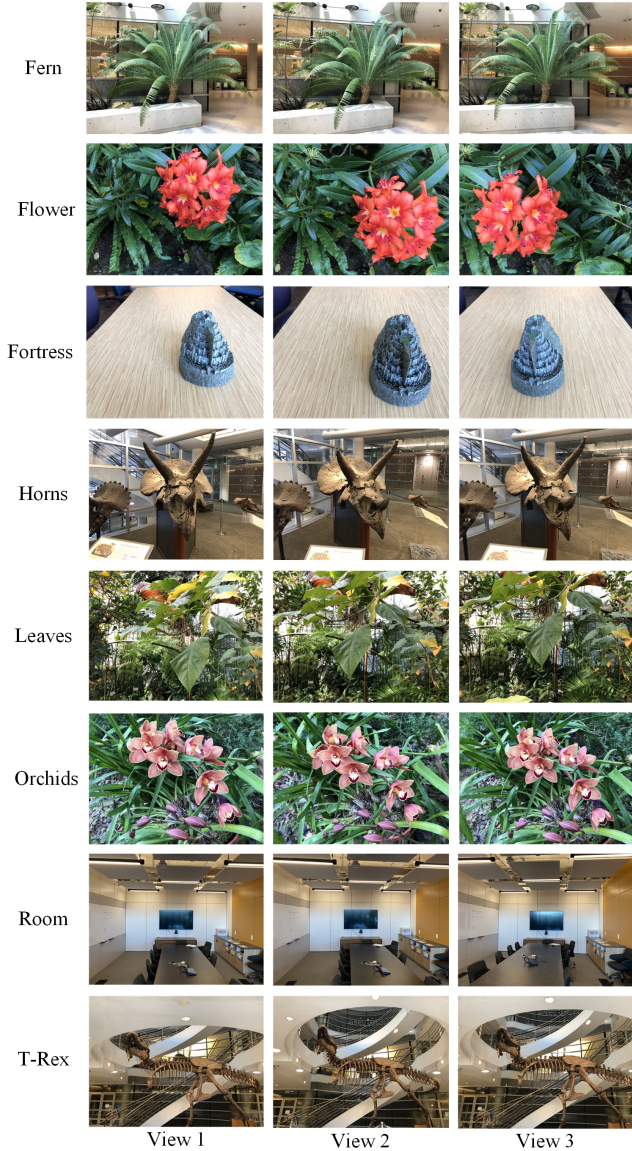 Fern
Flower
Fortress
Horns
Leaves
Orchids
Room
T-Rex
View 1 View 2 View 3